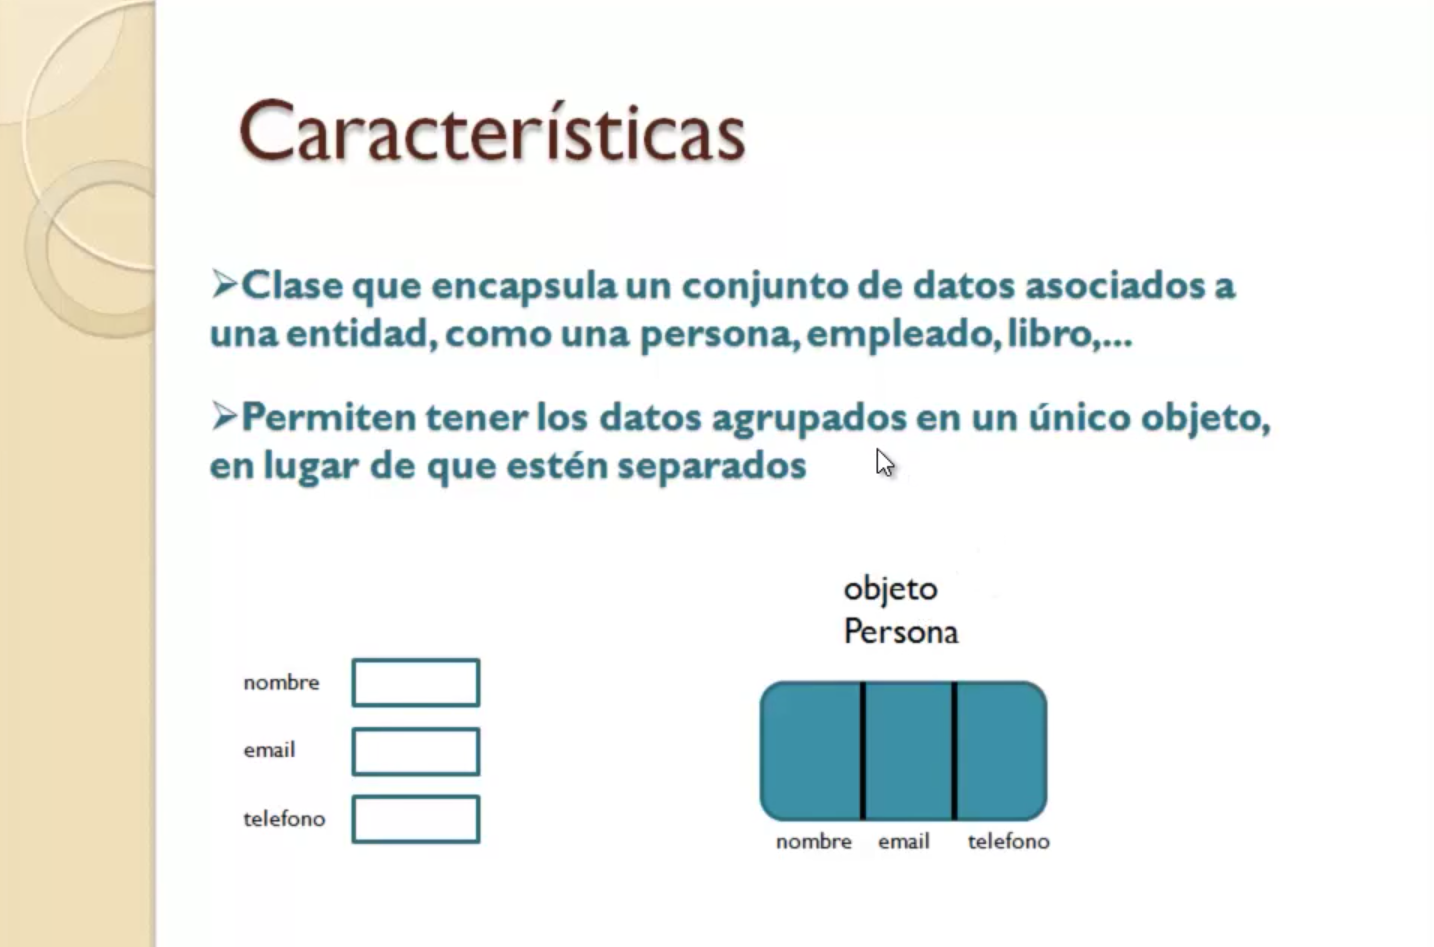 Características
➢Clase que encapsula un conjunto de datos asociados a
una entidad, como una persona, empleado, libro,...
➢Permiten tener los datos agrupados en un único objeto,
en lugar de que estén separados
objeto
Persona
nombre
email
telefono
nombre email telefono